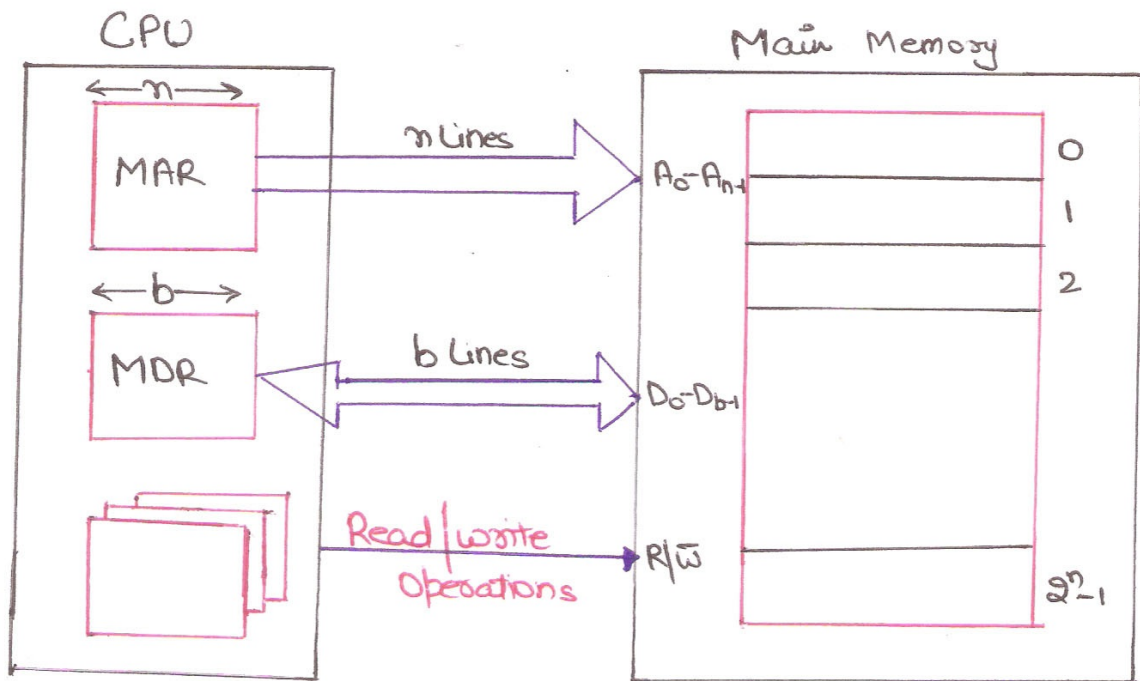 CPU
Main Memory
n
MAR
n Lines
A₀-Aₙ₋₁
0
1
2
b
MDR
b Lines
D₀-D_b-1
Read/write
Operations
R/w̅
2ⁿ-1